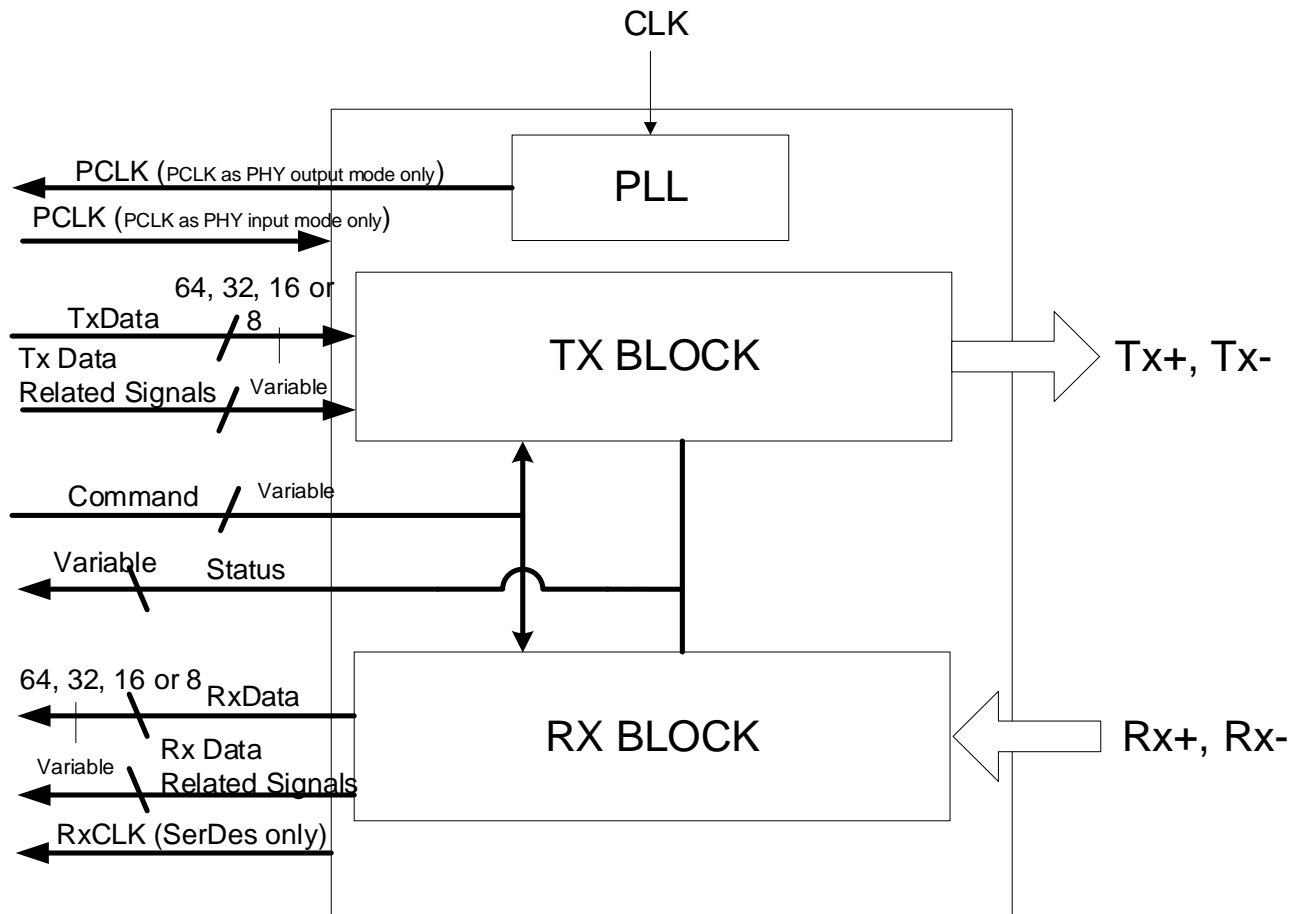 CLK
PCLK (PCLK as PHY output mode only)
PLL
PCLK (PCLK as PHY input mode only)
64, 32, 16 or
8
TxData
TX BLOCK
Tx+, Tx-
Tx Data
Related Signals
Variable
Command
Variable
Variable
Status
64, 32, 16 or 8
RxData
RX BLOCK
Rx+, Rx-
Rx Data
Related Signals
Variable
RxCLK (SerDes only)